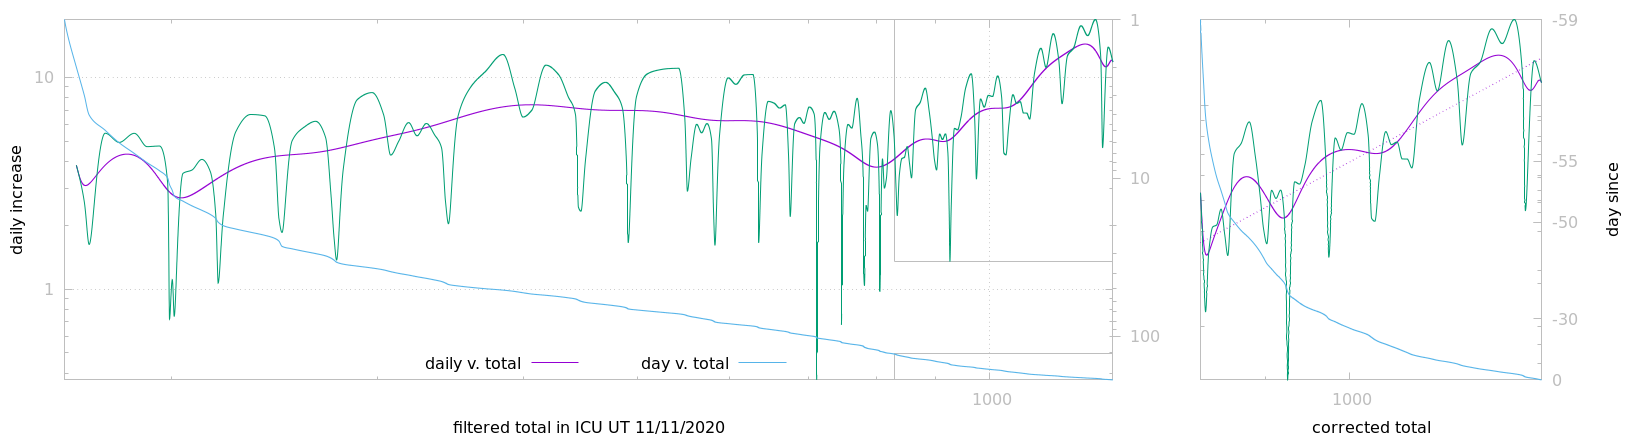 1
-59
10
daily increase
-55
day since
10
-50
1
-30
100
daily v. total
day v. total
0
1000
1000
filtered total in ICU UT 11/11/2020
corrected total